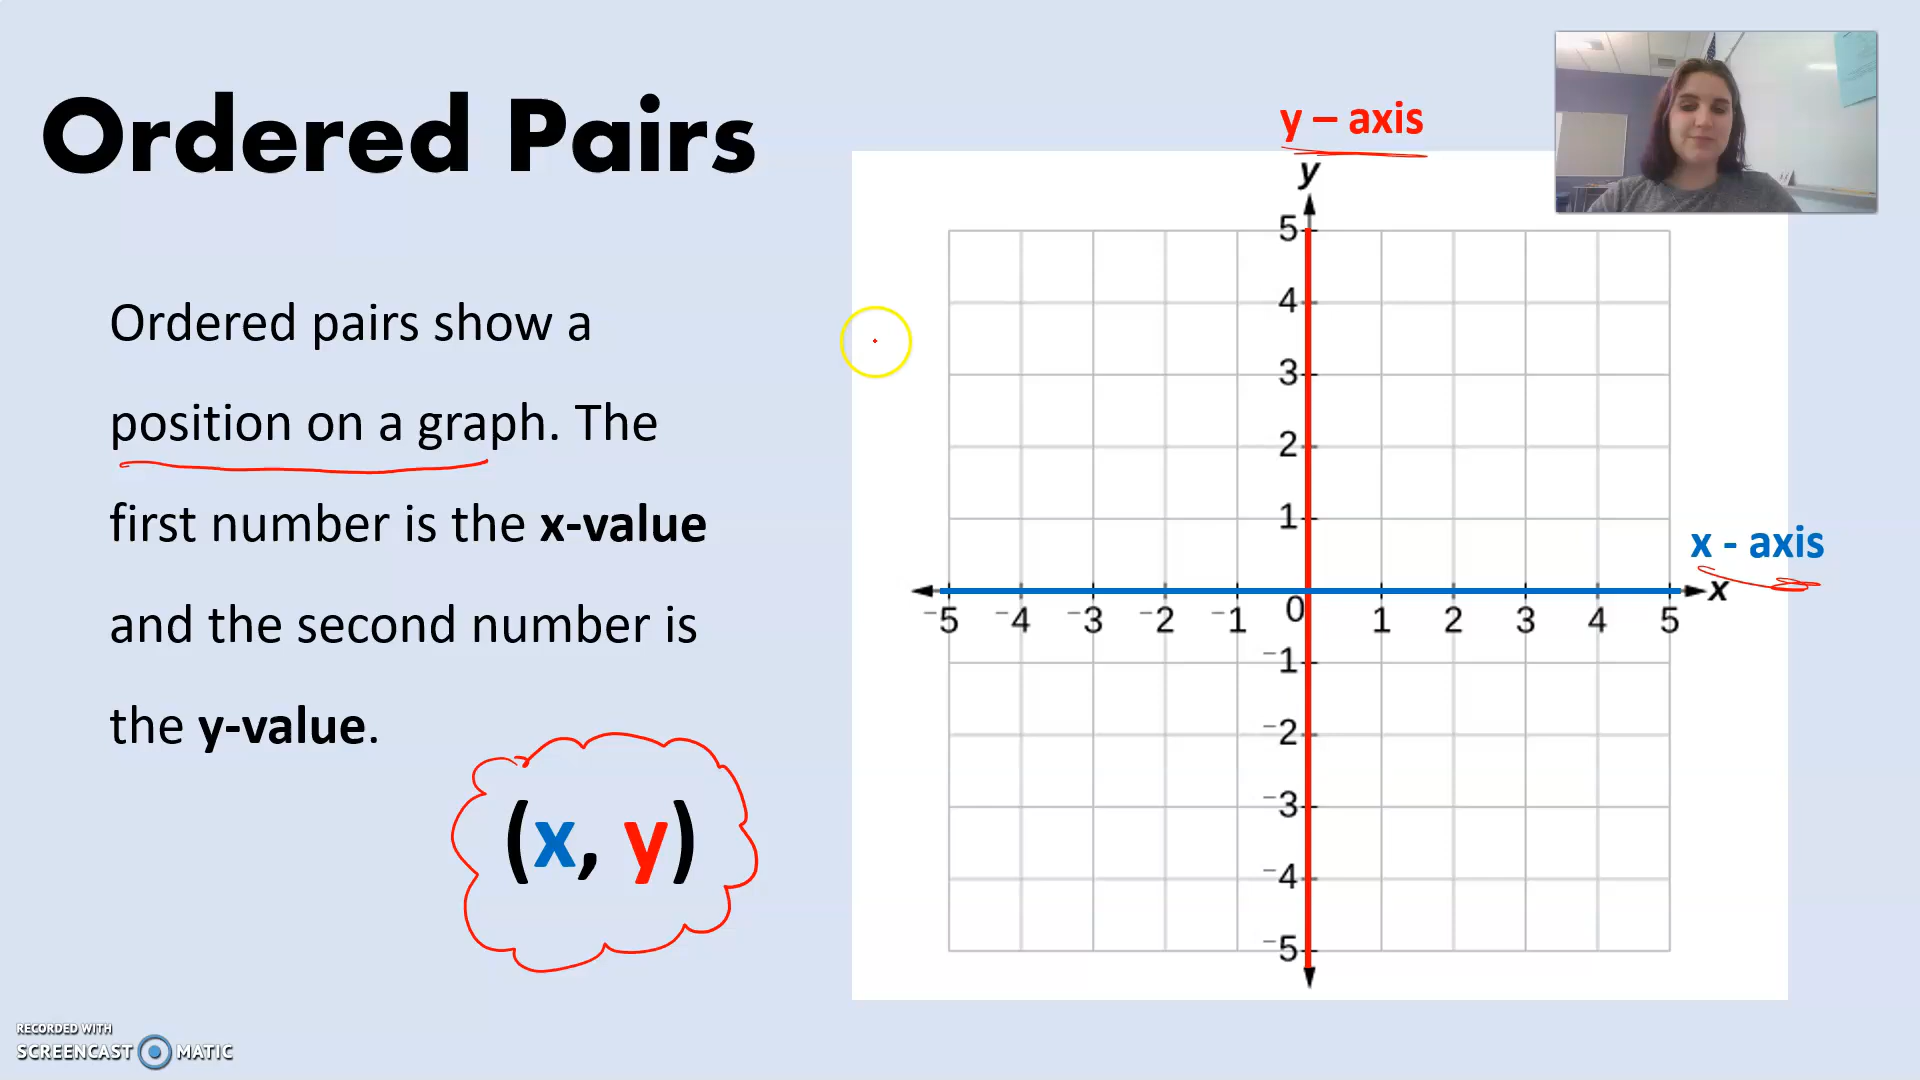 Ordered Pairs
Ordered pairs show a
position on a graph. The
first number is the x-value
and the second number is
the y-value.
(x, y)
y – axis
y
5
4
3
2
1
x - axis
x
-5 -4 -3 -2 -1 0 1 2 3 4 5
-1
-2
-3
-4
-5
RECORDED WITH
SCREENCAST MATIC